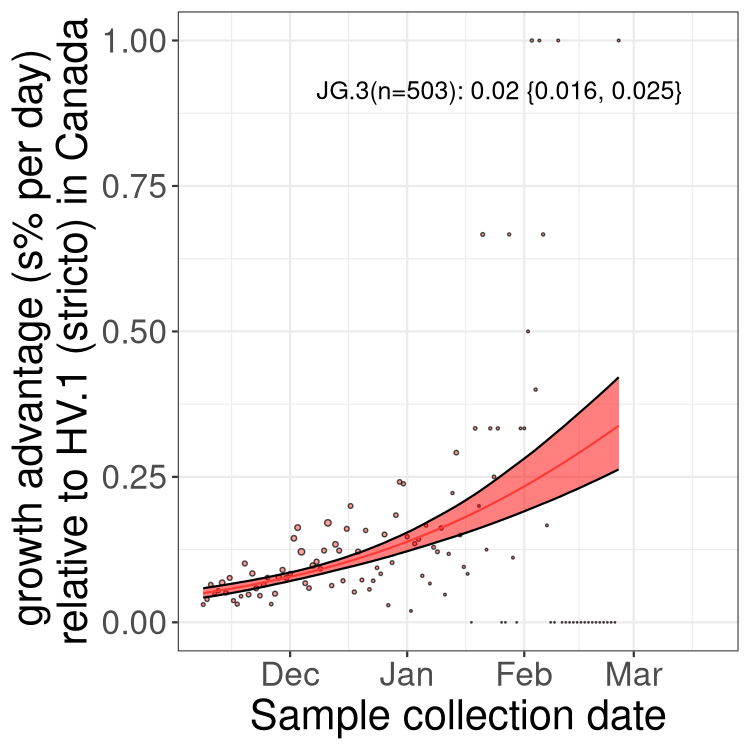 growth advantage (s% per day)
relative to HV.1 (stricto) in Canada
1.00
0.75
0.50
0.25
0.00
JG.3(n=503): 0.02 {0.016, 0.025}
Dec Jan Feb Mar
Sample collection date